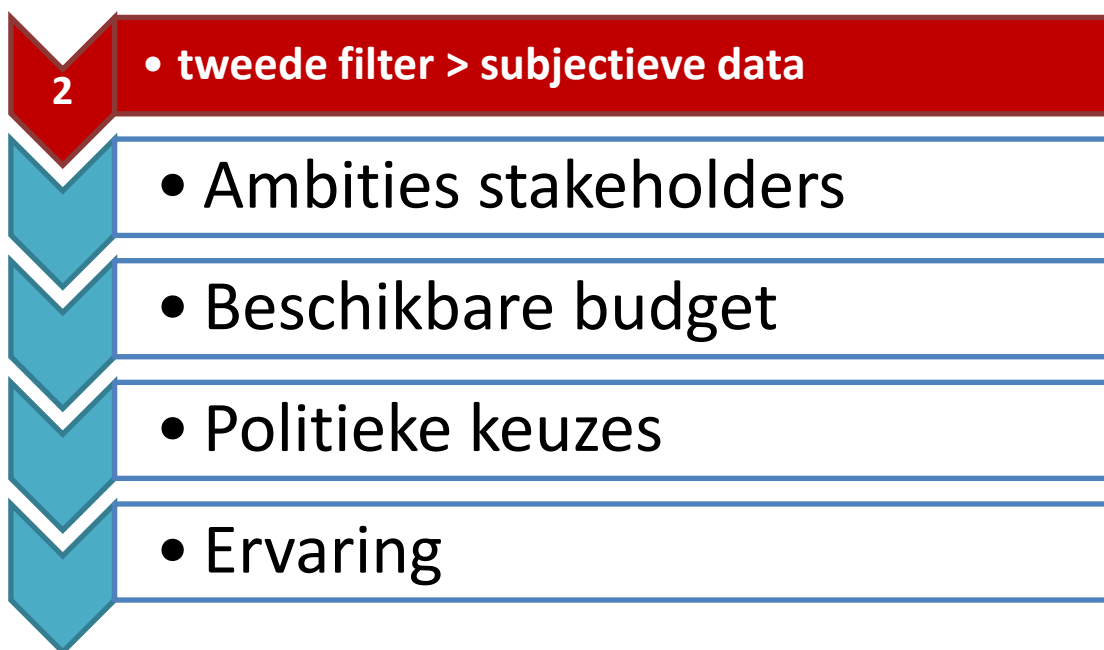 2
• tweede filter > subjectieve data
• Ambities stakeholders
• Beschikbare budget
• Politieke keuzes
• Ervaring